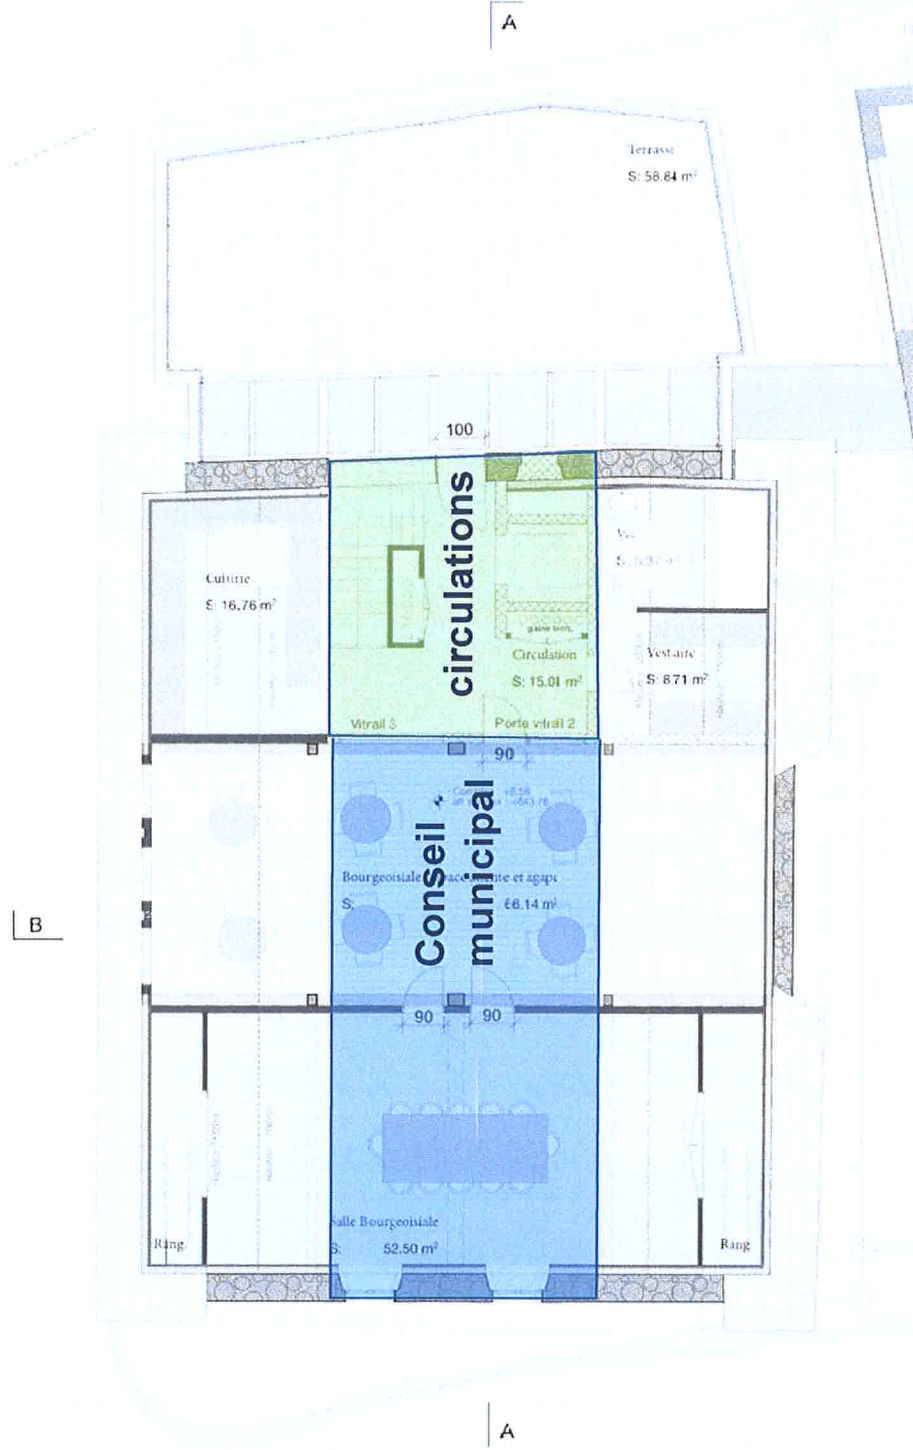 A
Terrasse
S: 58.84 m²
100
circulations
Cuisine
S: 16.76 m²
gaine tech.
Circulation
S: 15.01 m²
Vestiaire
S: 8.71 m²
Vitrail 3
Porte vitrail 2
90
Conseil
municipal
Bourgeoisiale
et agape
S:
66.14 m²
B
90
90
Salle Bourgeoisiale
S: 52.50 m²
Rang.
Rang.
A